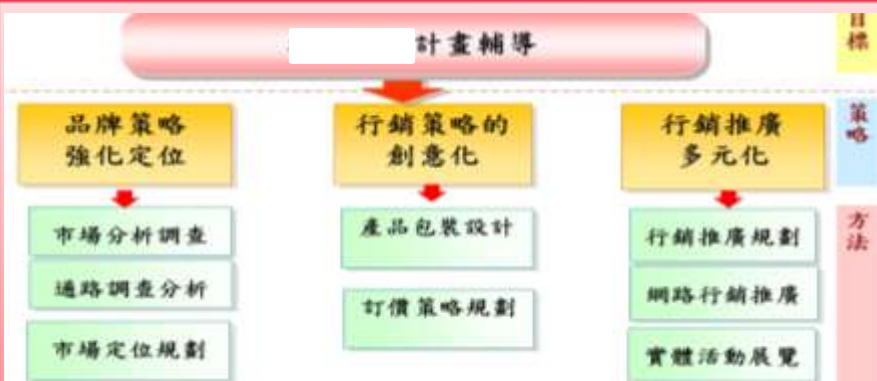 計畫輔導
目標
品牌策略
強化定位
行銷策略的
創意化
行銷推廣
多元化
策略
市場分析調查
通路調查分析
市場定位規劃
產品包裝設計
訂價策略規劃
行銷推廣規劃
網路行銷推廣
實體活動展覽
方法